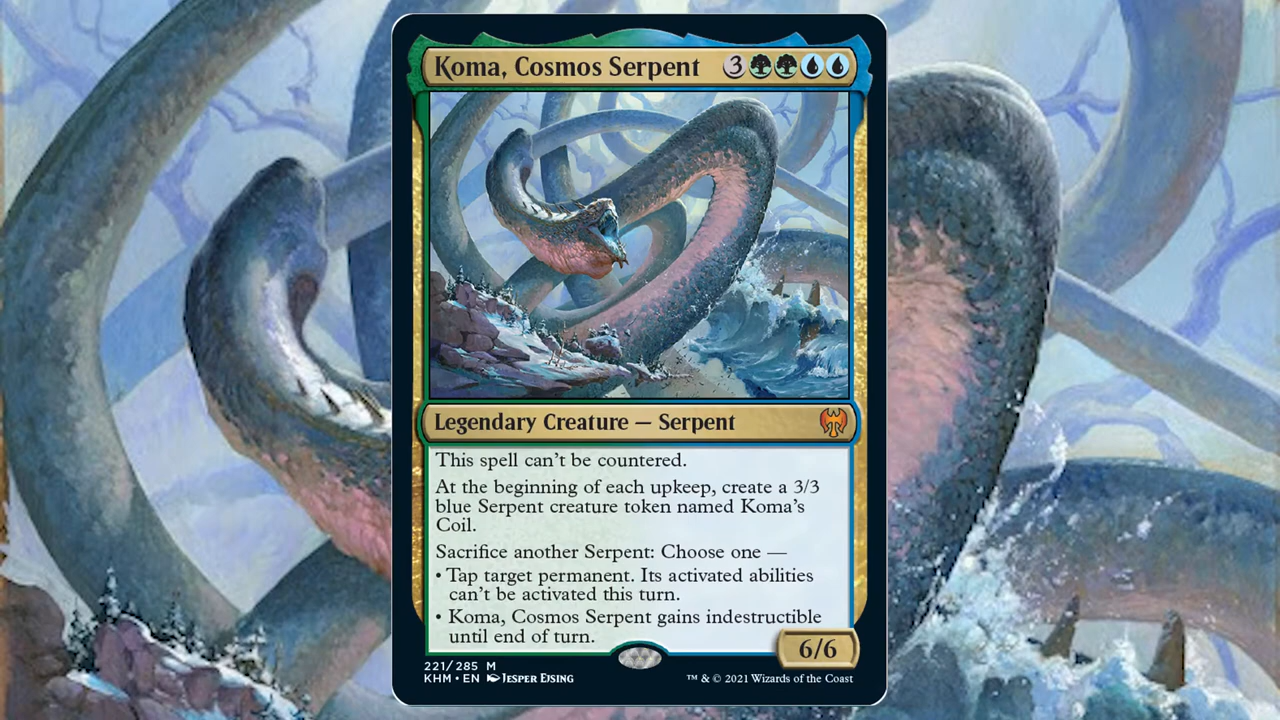 Koma, Cosmos Serpent 3
Legendary Creature — Serpent
This spell can't be countered.
At the beginning of each upkeep, create a 3/3
blue Serpent creature token named Koma's
Coil.
Sacrifice another Serpent: Choose one —
• Tap target permanent. Its activated abilities
can't be activated this turn.
• Koma, Cosmos Serpent gains indestructible
until end of turn.
6/6
221/285 M
KHM • EN Jesper Ejsing
™ & © 2021 Wizards of the Coast